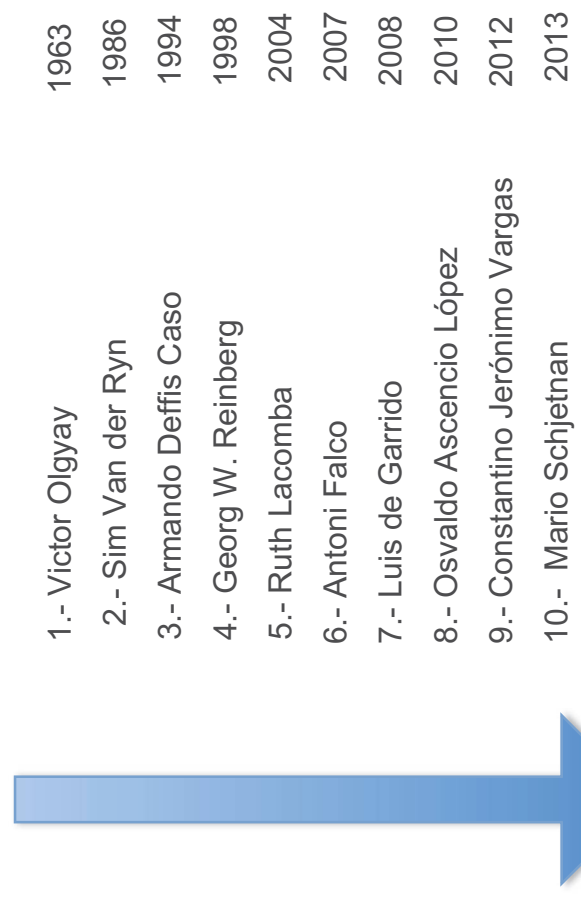 1.- Victor Olgyay 1963
2.- Sim Van der Ryn 1986
3.- Armando Deffis Caso 1994
4.- Georg W. Reinberg 1998
5.- Ruth Lacomba 2004
6.- Antoni Falco 2007
7.- Luis de Garrido 2008
8.- Osvaldo Ascencio López 2010
9.- Constantino Jerónimo Vargas 2012
10.- Mario Schjetnan 2013